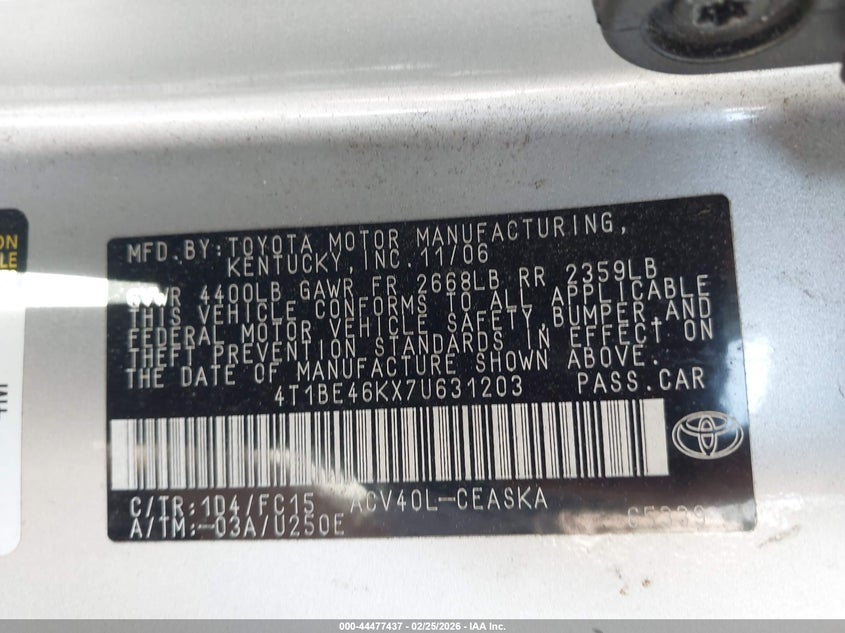 ON
LE
MFD.BY:TOYOTA MOTOR MANUFACTURING,
KENTUCKY,INC.11/06
GVWR 4400LB GAWR FR 2668LB RR 2359LB
THIS VEHICLE CONFORMS TO ALL APPLICABLE
FEDERAL MOTOR VEHICLE SAFETY,BUMPER AND
THEFT PREVENTION STANDARDS IN EFFECT ON
THE DATE OF MANUFACTURE SHOWN ABOVE.
4T1BE46KX7U631203 PASS.CAR
C/TR:1D4/FC15 ACV40L-CEASKA
A/TM:-03A/U250E
000-44477437 - 02/25/2026 - IAA Inc.